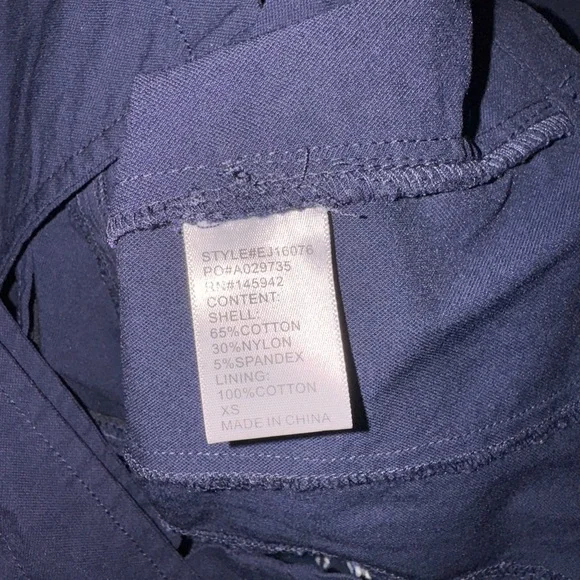 STYLE#EJ16076
PO#A029735
RN#145942
CONTENT:
SHELL:
65%COTTON
30%NYLON
5%SPANDEX
LINING:
100%COTTON
XS
MADE IN CHINA